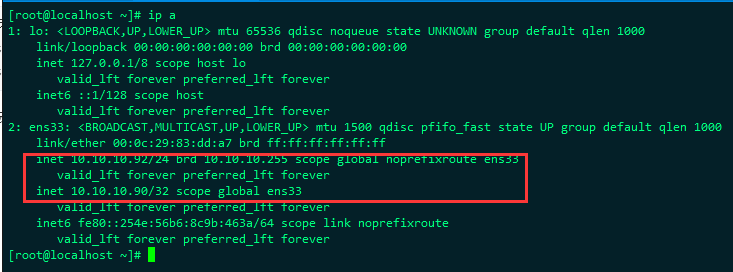 [root@localhost ~]# ip a
1: lo: <LOOPBACK,UP,LOWER_UP> mtu 65536 qdisc noqueue state UNKNOWN group default qlen 1000
    link/loopback 00:00:00:00:00:00 brd 00:00:00:00:00:00
    inet 127.0.0.1/8 scope host lo
       valid_lft forever preferred_lft forever
    inet6 ::1/128 scope host
       valid_lft forever preferred_lft forever
2: ens33: <BROADCAST,MULTICAST,UP,LOWER_UP> mtu 1500 qdisc pfifo_fast state UP group default qlen 1000
    link/ether 00:0c:29:83:dd:a7 brd ff:ff:ff:ff:ff:ff
    inet 10.10.10.92/24 brd 10.10.10.255 scope global noprefixroute ens33
       valid_lft forever preferred_lft forever
    inet 10.10.10.90/32 scope global ens33
       valid_lft forever preferred_lft forever
    inet6 fe80::254e:56b6:8c9b:463a/64 scope link noprefixroute
       valid_lft forever preferred_lft forever
[root@localhost ~]#